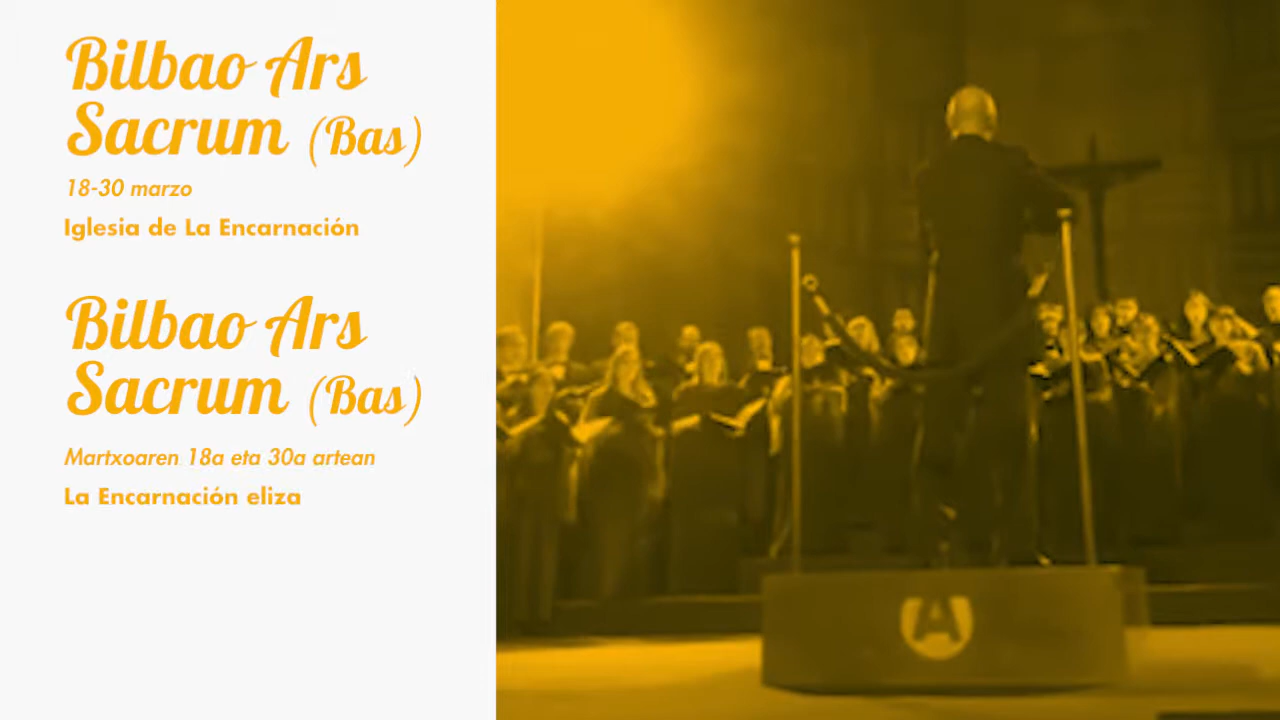 Bilbao Ars
Sacrum (Bas)
18-30 marzo
Iglesia de La Encarnación
Bilbao Ars
Sacrum (Bas)
Martxoaren 18a eta 30a artean
La Encarnación eliza
A